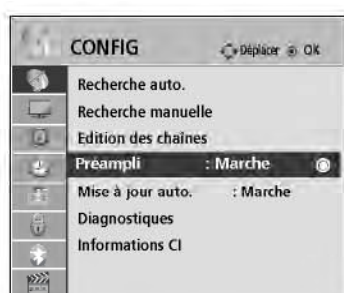 CONFIG Déplacer OK
Recherche auto.
Recherche manuelle
Edition des chaînes
Préampli : Marche
Mise à jour auto. : Marche
Diagnostiques
Informations CI